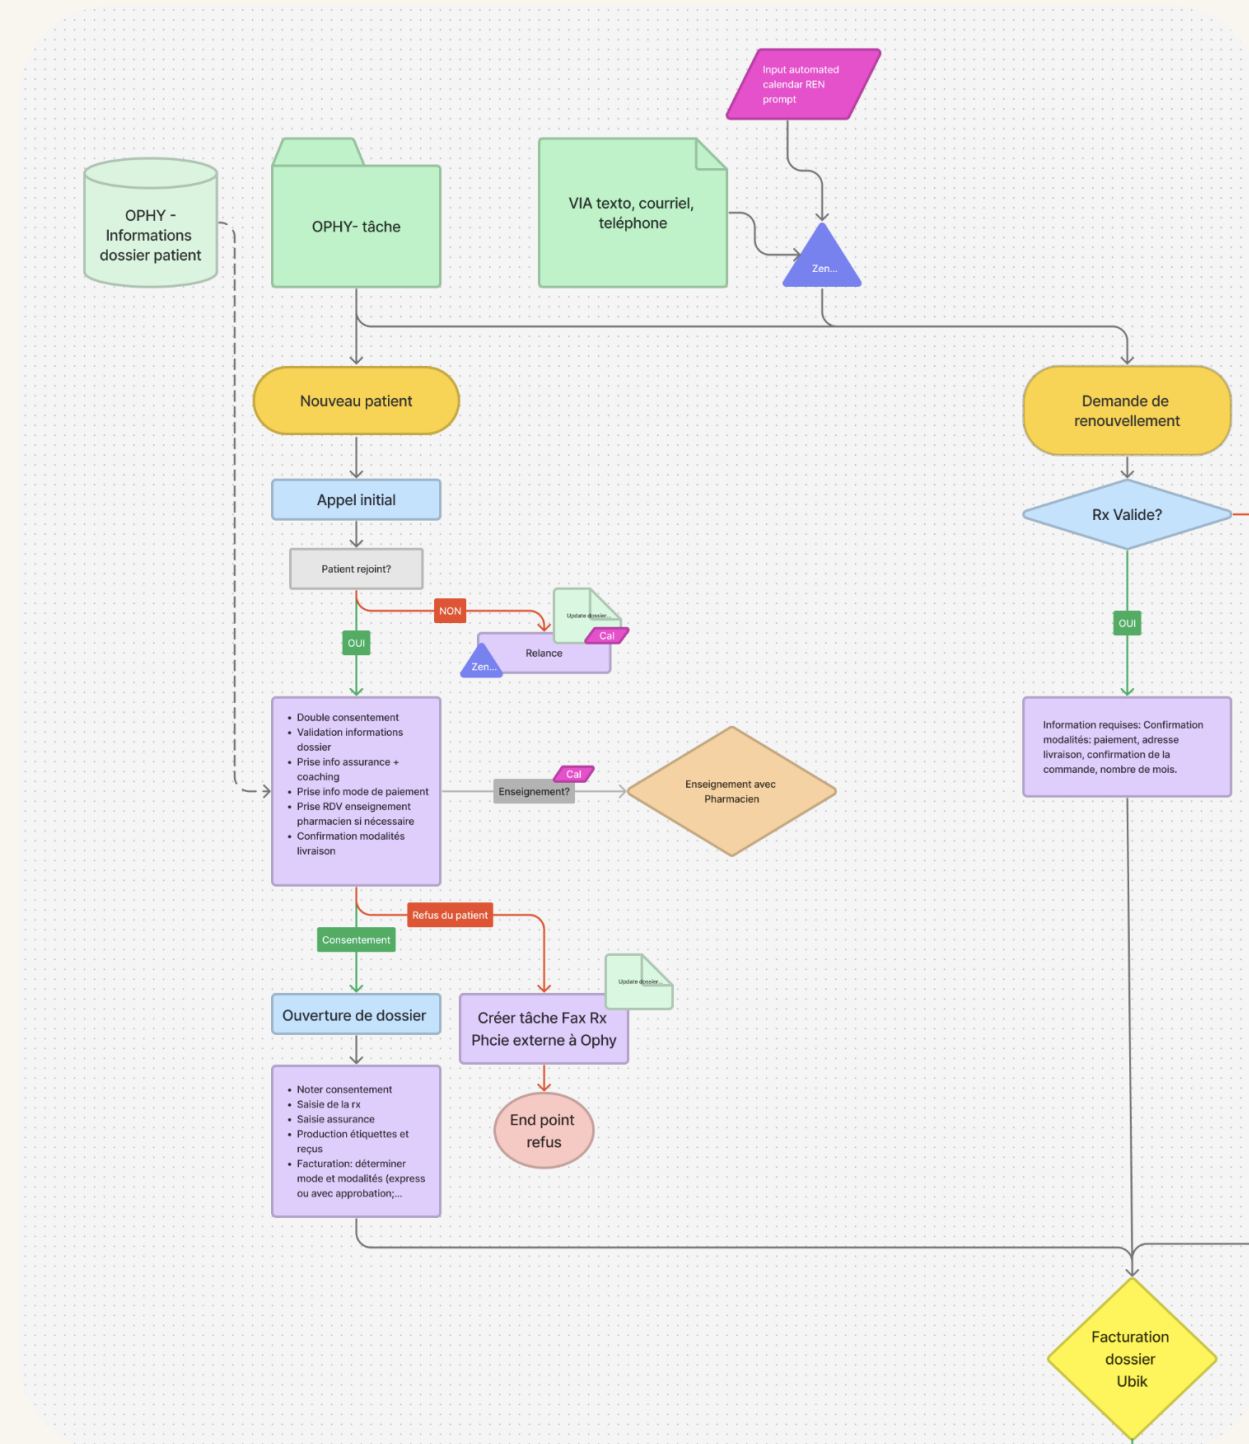 Input automated
calendar REN
prompt
OPHY -
Informations
dossier patient
OPHY- tâche
VIA texto, courriel,
teléphone
Zen...
Nouveau patient
Demande de
renouvellement
Appel initial
Rx Valide?
Patient rejoint?
NON
Update dossier...
Cal
Relance
Zen...
OUI
OUI
• Double consentement
• Validation informations
dossier
• Prise info assurance +
coaching
• Prise info mode de paiement
• Prise RDV enseignement
pharmacien si nécessaire
• Confirmation modalités
livraison
Cal
Enseignement?
Enseignement avec
Pharmacien
Information requises: Confirmation
modalités: paiement, adresse
livraison, confirmation de la
commande, nombre de mois.
Refus du patient
Consentement
Update dossier...
Ouverture de dossier
Créer tâche Fax Rx
Phcie externe à Ophy
• Noter consentement
• Saisie de la rx
• Saisie assurance
• Production étiquettes et
reçus
• Facturation: déterminer
mode et modalités (express
ou avec approbation;...
End point
refus
Facturation
dossier
Ubik